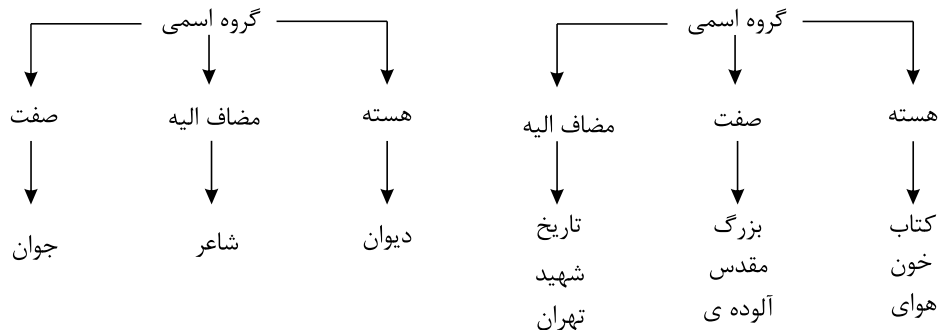 گروه اسمی
هسته
صفت
مضاف الیه
کتاب
بزرگ
تاریخ
خون
مقدس
شهید
هوای
آلوده ی
تهران
گروه اسمی
هسته
مضاف الیه
صفت
دیوان
شاعر
جوان